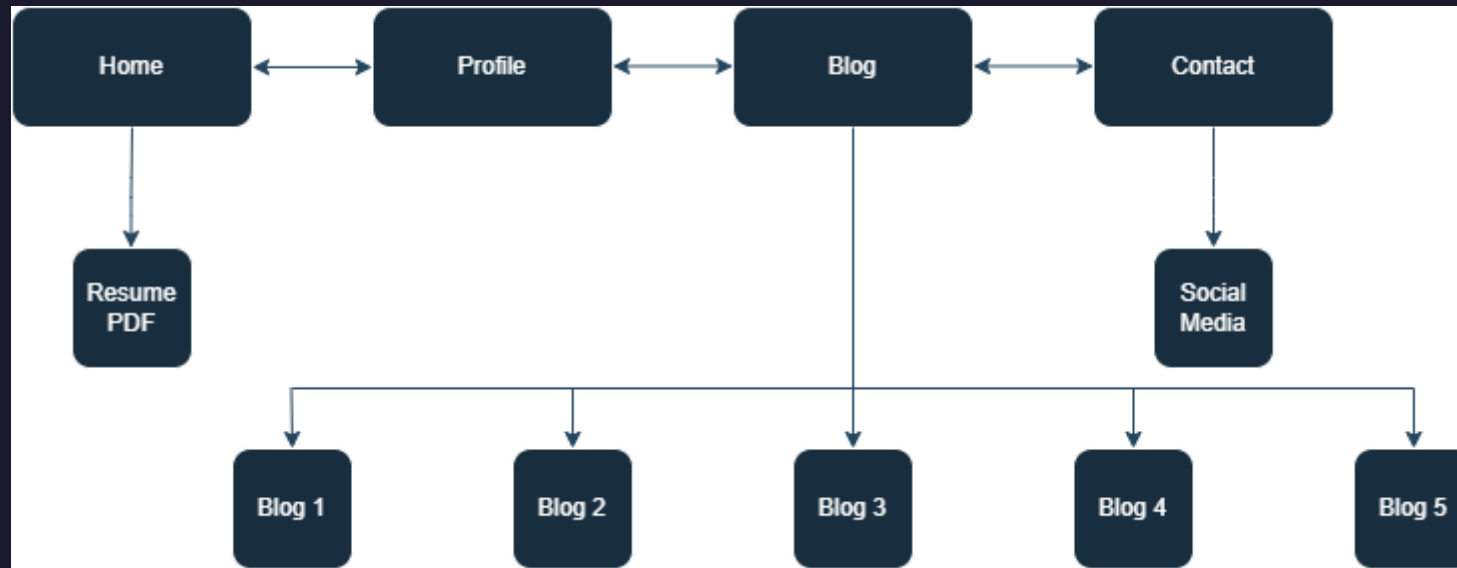 Home
Profile
Blog
Contact
Resume
PDF
Social
Media
Blog 1
Blog 2
Blog 3
Blog 4
Blog 5